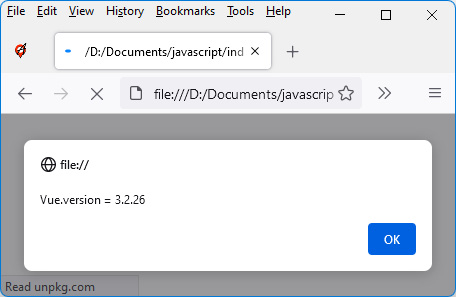 File Edit View History Bookmarks Tools Help
/D:/Documents/javascript/ind
file:///D:/Documents/javascrip
file://
Vue.version = 3.2.26
OK
Read unpkg.com